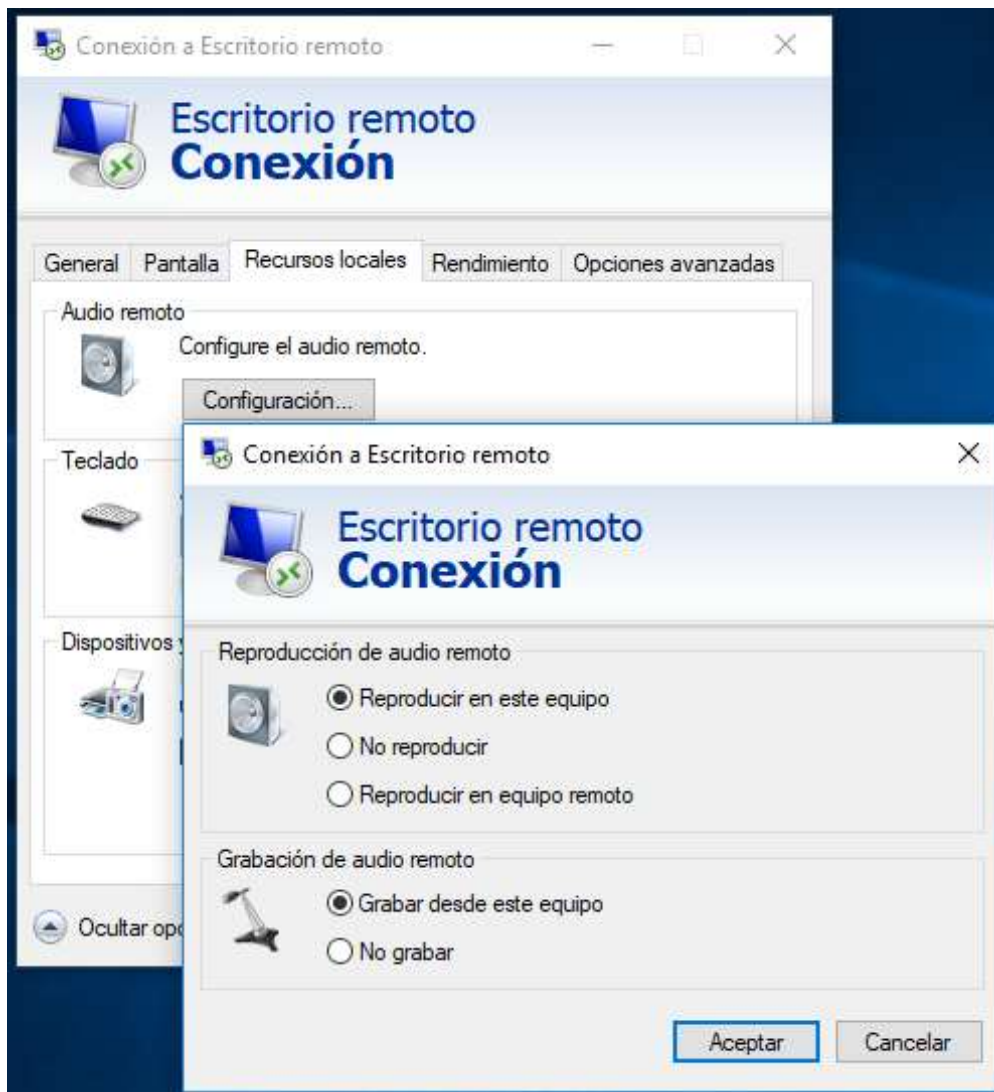 Conexión a Escritorio remoto
Escritorio remoto
Conexión
General Pantalla Recursos locales Rendimiento Opciones avanzadas
Audio remoto
Configure el audio remoto.
Configuración...
Teclado
Conexión a Escritorio remoto
Escritorio remoto
Conexión
Dispositivos
Reproducción de audio remoto
Reproducir en este equipo
No reproducir
Reproducir en equipo remoto
Grabación de audio remoto
Grabar desde este equipo
Ocultar
No grabar
Aceptar Cancelar